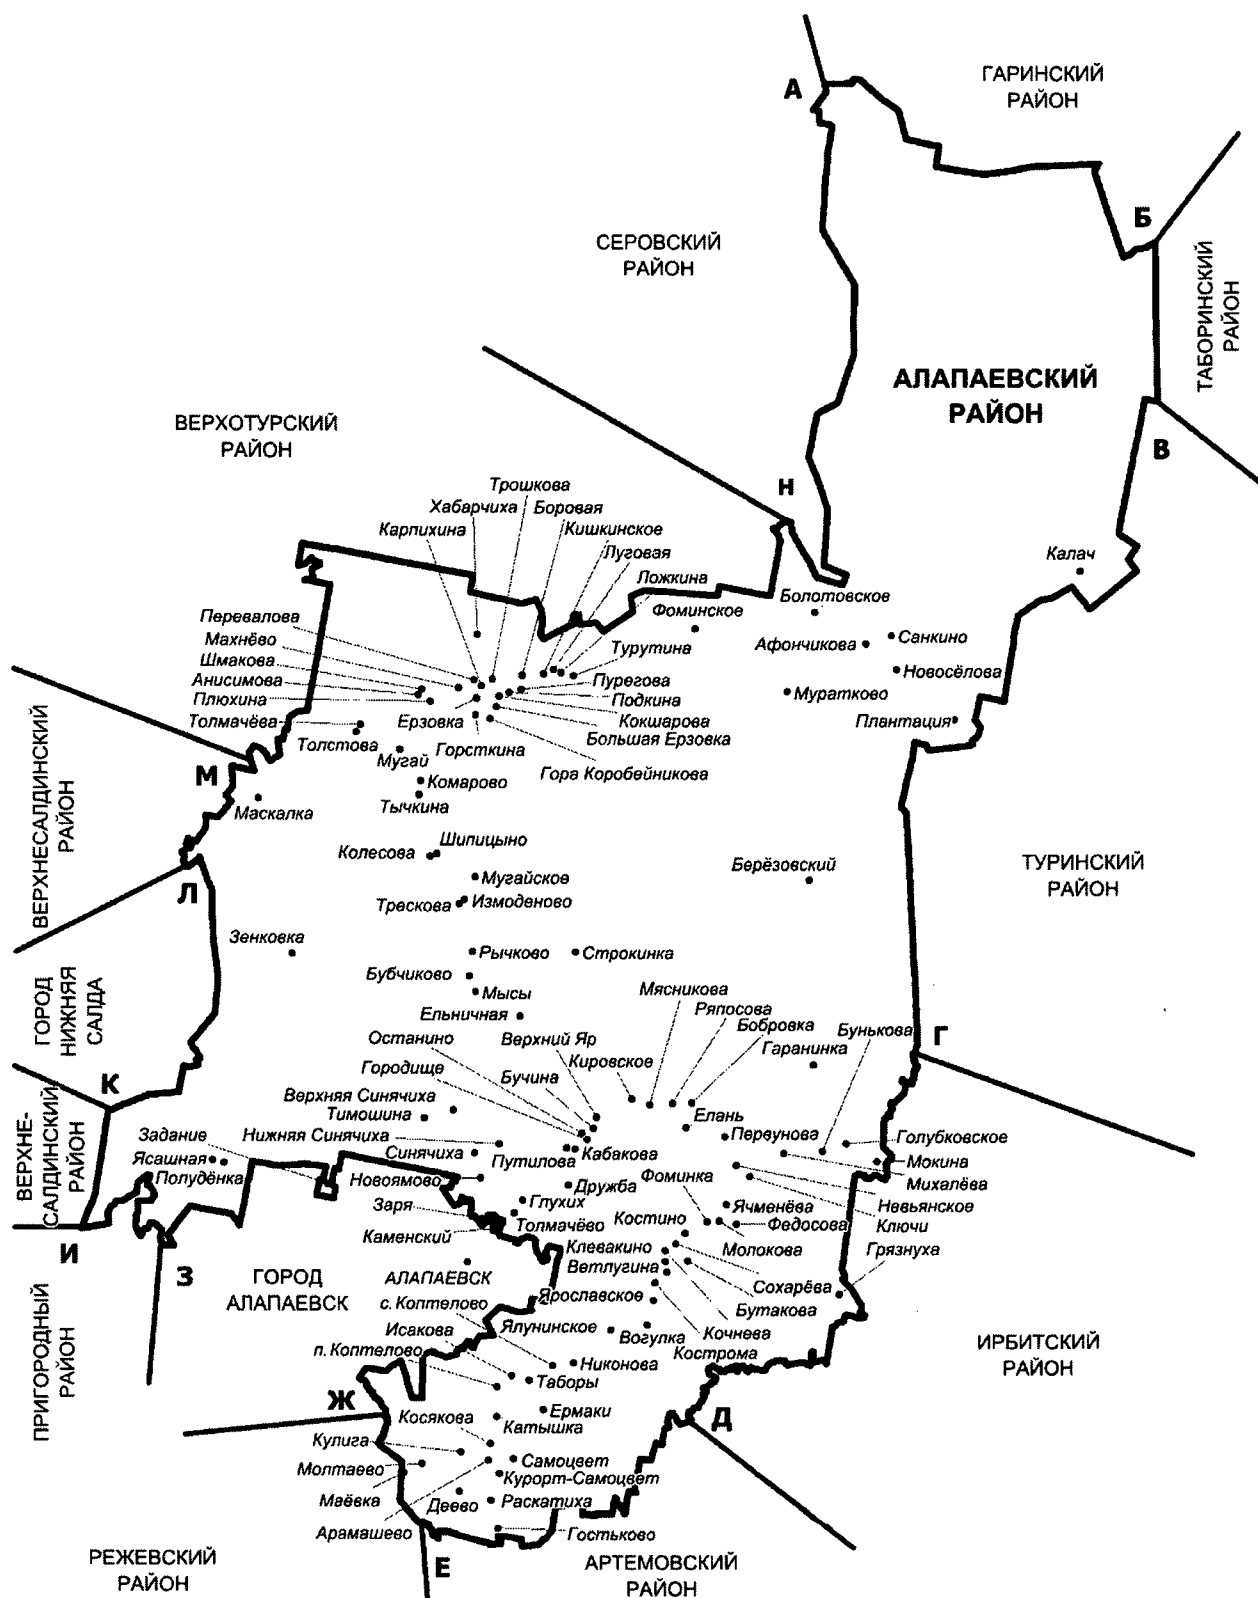 ГАРИНСКИЙ
РАЙОН
А
Б
СЕРОВСКИЙ
РАЙОН
ТАБОРИНСКИЙ
РАЙОН
АЛАПАЕВСКИЙ
РАЙОН
ВЕРХОТУРСКИЙ
РАЙОН
В
Н
Трошкова
Хабарчиха
Боровая
Карпихина
Кишкинское
Луговая
Калач
Ложкина
Болотовское
Фоминское
Перевалова
Махнёво
Турутина
Афончикова
Санкино
Шмакова
Анисимова
Пурегова
Новосёлова
Плюхина
Подкина
Муратково
Толмачёва
Ерзовка
Кокшарова
Плантация
Толстова
Большая Ерзовка
Горсткина
Мугай
Гора Коробейникова
М
Комарово
Маскалка
Тычкина
ВЕРХНЕСАЛДИНСКИЙ
РАЙОН
Шипицыно
Колесова
Берёзовский
ТУРИНСКИЙ
РАЙОН
Мугайское
Л
Трескова
Измоденово
Зенковка
Рычково
Строкинка
Бубчиково
Мысы
Мясникова
ГОРОД
НИЖНЯЯ
САЛДА
Ельничная
Ряпосова
Бобровка
Бунькова
Г
Останино
Верхний Яр
Гаранинка
Городище
Кировское
Бучина
К
Верхняя Синячиха
Тимошина
Елань
ВЕРХНЕ-
САЛДИНСКИЙ
РАЙОН
Задание
Нижняя Синячиха
Первунова
Голубковское
Ясашная
Синячиха
Путилова
Кабакова
Мокина
Полудёнка
Новоямово
Дружба
Фоминка
Михалёва
Заря
Глухих
Ячменёва
Невьянское
Толмачёво
Костино
Федосова
Ключи
Каменский
Клевакино
Молокова
Грязнуха
И
З
Ветлугина
ГОРОД
АЛАПАЕВСК
АЛАПАЕВСК
Сохарёва
Ярославское
с. Коптелово
Бутакова
Исакова
Ялунинское
Вогулка
Кочнева
п. Коптелово
Кострома
ПРИГОРОДНЫЙ
РАЙОН
Никонова
ИРБИТСКИЙ
РАЙОН
Таборы
Ж
Косякова
Ермаки
Д
Катышка
Кулига
Самоцвет
Молтаево
Курорт-Самоцвет
Маёвка
Деево
Раскатиха
Арамашево
Гостьково
РЕЖЕВСКИЙ
РАЙОН
Е
АРТЕМОВСКИЙ
РАЙОН